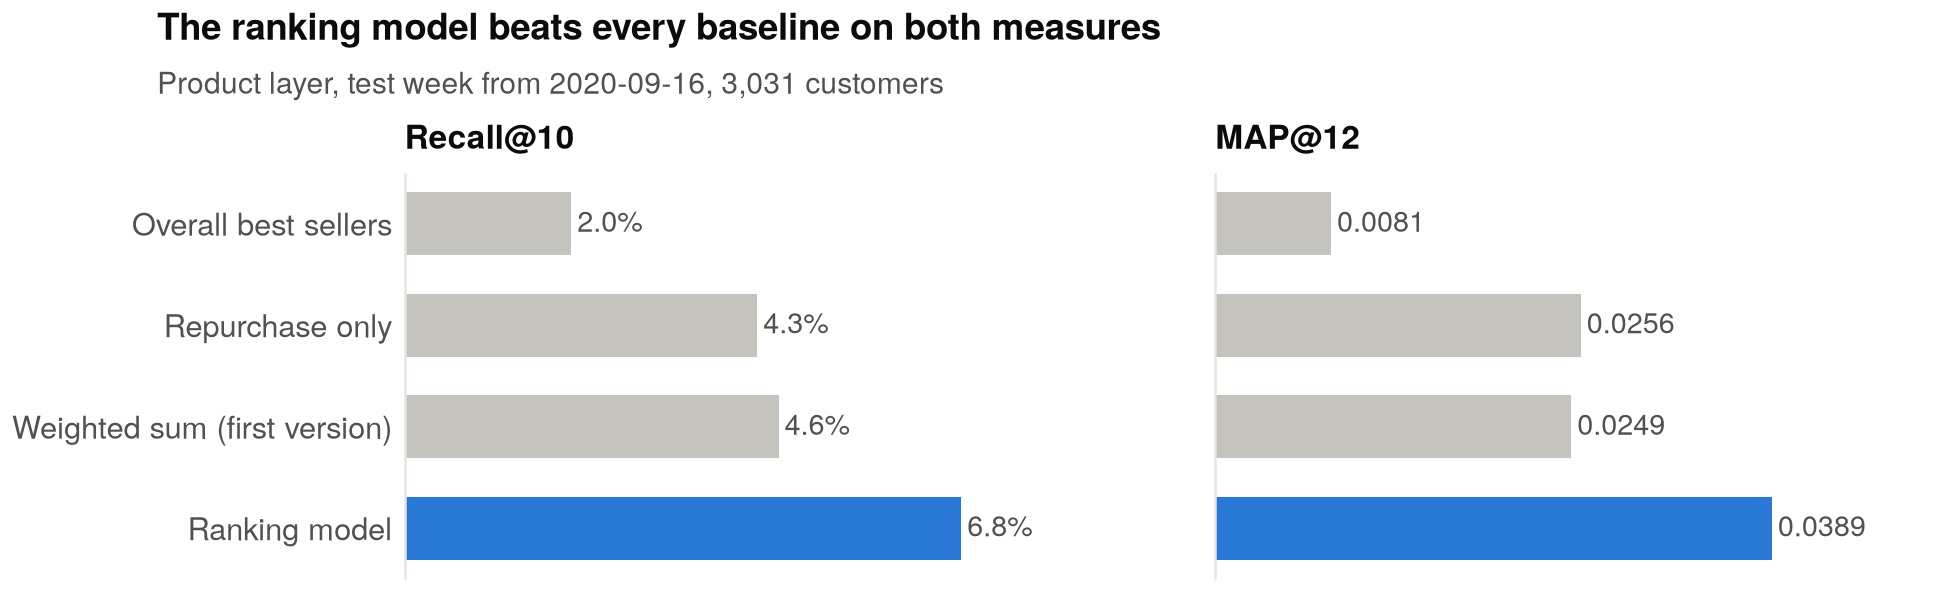 The ranking model beats every baseline on both measures
Product layer, test week from 2020-09-16, 3,031 customers
Recall@10
MAP@12
Overall best sellers
2.0%
0.0081
Repurchase only
4.3%
0.0256
Weighted sum (first version)
4.6%
0.0249
Ranking model
6.8%
0.0389